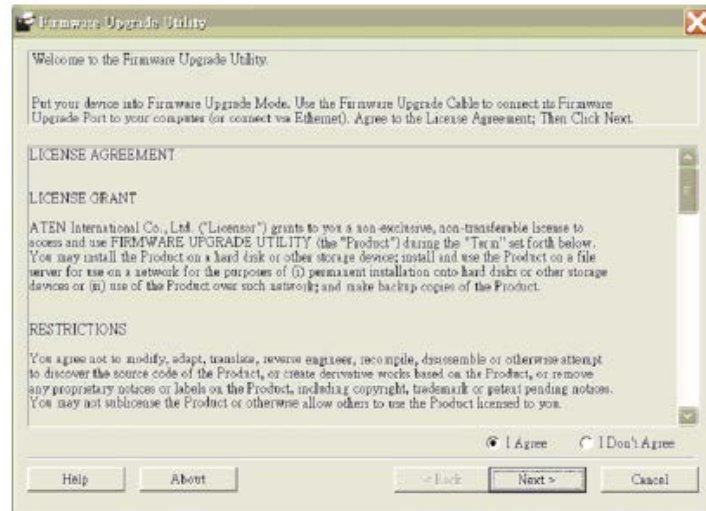 Firmware Upgrade Utility
Welcome to the Firmware Upgrade Utility.
Put your device into Firmware Upgrade Mode. Use the Firmware Upgrade Cable to connect its Firmware
Upgrade Port to your computer (or connect via Ethernet). Agree to the License Agreement; Then Click Next.
LICENSE AGREEMENT
LICENSE GRANT
ATEN International Co., Ltd. ("Licensor") grants to you a non-exclusive, non-transferable license to
access and use FIRMWARE UPGRADE UTILITY (the "Product") during the "Term" set forth below.
You may install the Product on a hard disk or other storage device; install and use the Product on a file
server for use on a network for the purposes of (i) permanent installation onto hard disks or other storage
devices or (ii) use of the Product over such network; and make backup copies of the Product.
RESTRICTIONS
You agree not to modify, adapt, translate, reverse engineer, recompile, disassemble or otherwise attempt
to discover the source code of the Product, or create derivative works based on the Product, or remove
any proprietary notices or labels on the Product, including copyright, trademark or patent pending notices.
You may not sublicense the Product or otherwise allow others to use the Product licensed to you.
I Agree I Don't Agree
Help About < Back Next > Cancel